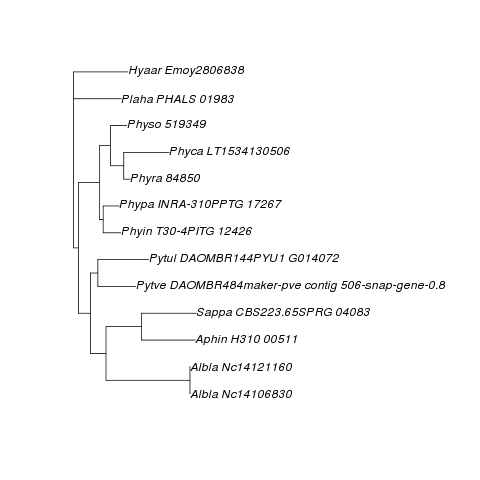 Hyaar Emoy2806838
Plaha PHALS 01983
Physo 519349
Phyca LT1534130506
Phyra 84850
Phypa INRA-310PPTG 17267
Phyin T30-4PITG 12426
Pytul DAOMBR144PYU1 G014072
Pytve DAOMBR484maker-pve contig 506-snap-gene-0.8
Sappa CBS223.65SPRG 04083
Aphin H310 00511
Albla Nc14121160
Albla Nc14106830